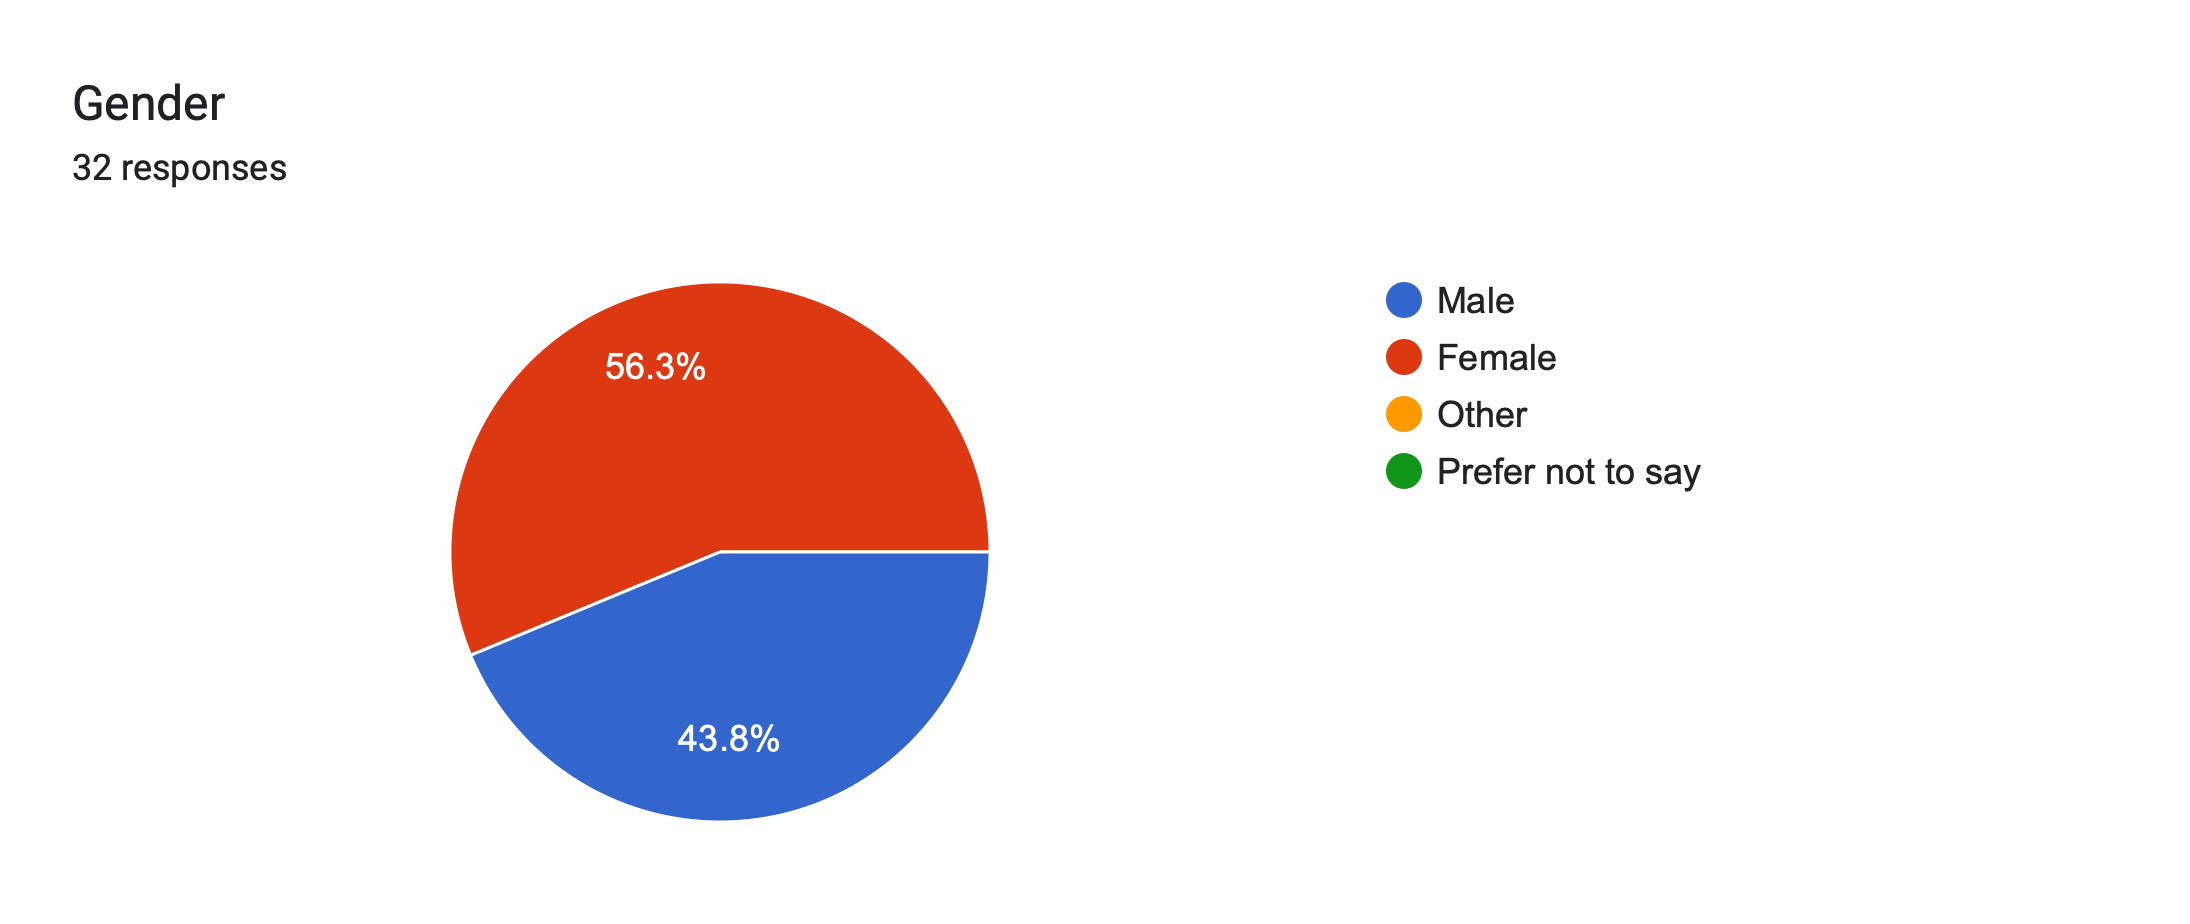 Gender
32 responses
56.3%
43.8%
Male
Female
Other
Prefer not to say